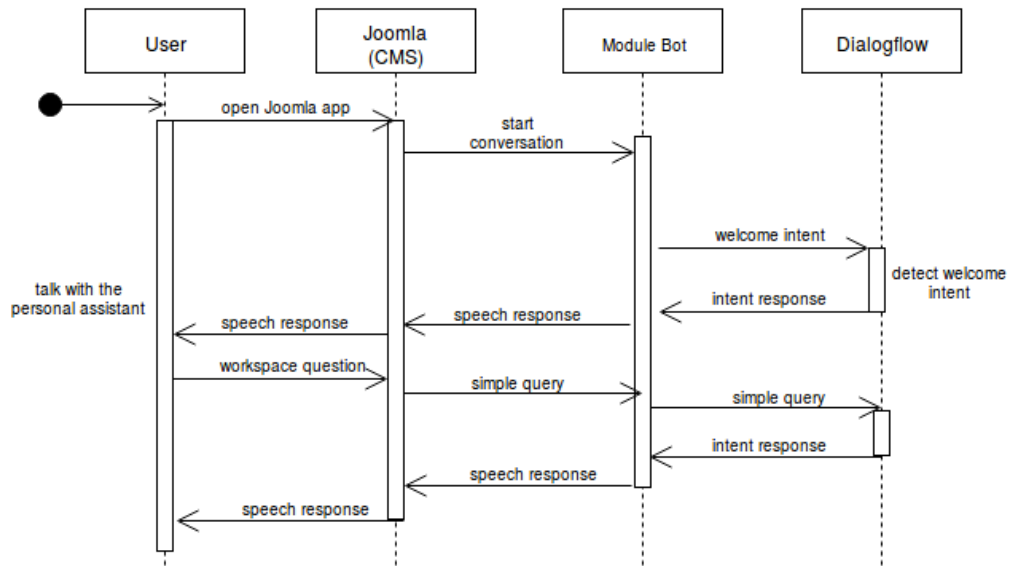 User
Joomla
(CMS)
Module Bot
Dialogflow
open Joomla app
start
conversation
welcome intent
detect welcome
intent
talk with the
personal assistant
intent response
speech response
speech response
workspace question
simple query
simple query
intent response
speech response
speech response